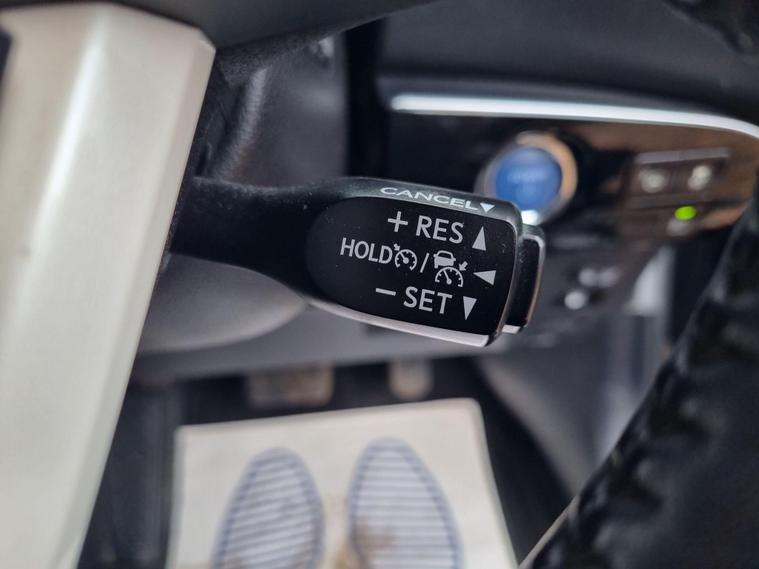 CANCEL▼
+ RES ▲
HOLD / ◀
− SET ▼